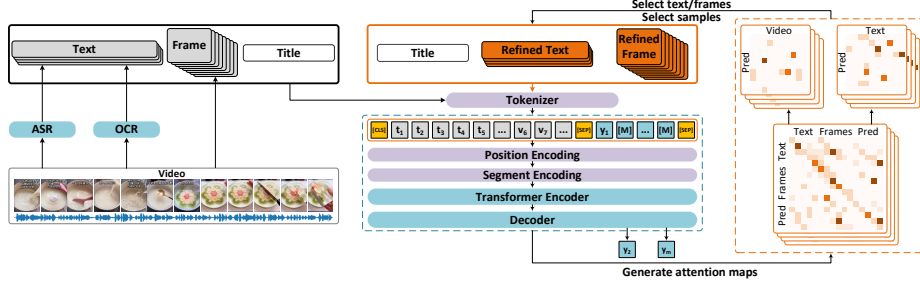 Select text/frames
Select samples
Text
Frame
Title
Title
Refined Text
Refined
Frame
Video
Text
Pred
Pred
Tokenizer
ASR
OCR
[CLS] t1 t2 t3 t4 t5 ... v6 v7 ... [SEP] y1 [M] ... [M] [SEP]
Text Frames Pred
Text
Frames
Pred
Position Encoding
Video
Segment Encoding
Transformer Encoder
Decoder
y2 ym
Generate attention maps